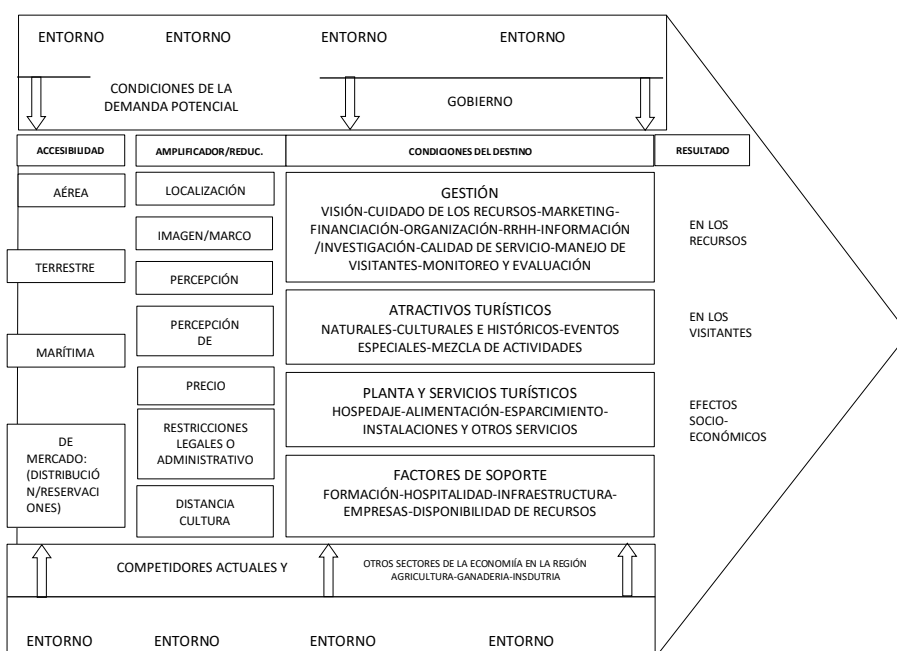 ENTORNO ENTORNO ENTORNO ENTORNO
CONDICIONES DE LA
DEMANDA POTENCIAL
GOBIERNO
ACCESIBILIDAD
AÉREA
TERRESTRE
MARÍTIMA
DE
MERCADO:
(DISTRIBUCIÓ
N/RESERVACI
ONES)
AMPLIFICADOR/REDUC.
LOCALIZACIÓN
IMAGEN/MARCO
PERCEPCIÓN
PERCEPCIÓN
DE
PRECIO
RESTRICCIONES
LEGALES O
ADMINISTRATIVO
DISTANCIA
CULTURA
CONDICIONES DEL DESTINO
GESTIÓN
VISIÓN-CUIDADO DE LOS RECURSOS-MARKETING-
FINANCIACIÓN-ORGANIZACIÓN-RRHH-INFORMACIÓN
/INVESTIGACIÓN-CALIDAD DE SERVICIO-MANEJO DE
VISITANTES-MONITOREO Y EVALUACIÓN
ATRACTIVOS TURÍSTICOS
NATURALES-CULTURALES E HISTÓRICOS-EVENTOS
ESPECIALES-MEZCLA DE ACTIVIDADES
PLANTA Y SERVICIOS TURÍSTICOS
HOSPEDAJE-ALIMENTACIÓN-ESPARCIMIENTO-
INSTALACIONES Y OTROS SERVICIOS
FACTORES DE SOPORTE
FORMACIÓN-HOSPITALIDAD-INFRAESTRUCTURA-
EMPRESAS-DISPONIBILIDAD DE RECURSOS
RESULTADO
EN LOS
RECURSOS
EN LOS
VISITANTES
EFECTOS
SOCIO-
ECONÓMICOS
COMPETIDORES ACTUALES Y
OTROS SECTORES DE LA ECONOMIÍA EN LA REGIÓN
AGRICULTURA-GANADERIA-INSDUTRIA
ENTORNO ENTORNO ENTORNO ENTORNO